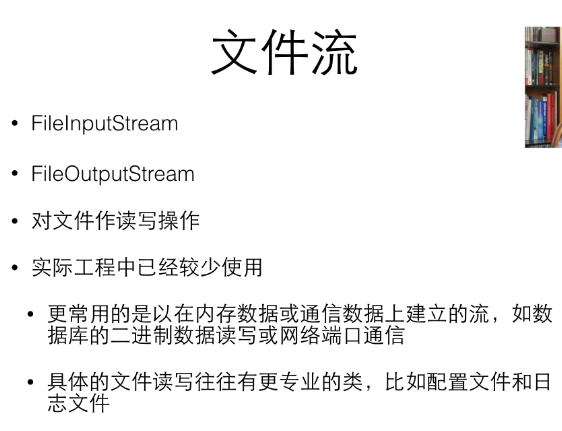 文件流
• FileInputStream
• FileOutputStream
• 对文件作读写操作
• 实际工程中已经较少使用
• 更常用的是以在内存数据或通信数据上建立的流，如数
据库的二进制数据读写或网络端口通信
• 具体的文件读写往往有更专业的类，比如配置文件和日
志文件